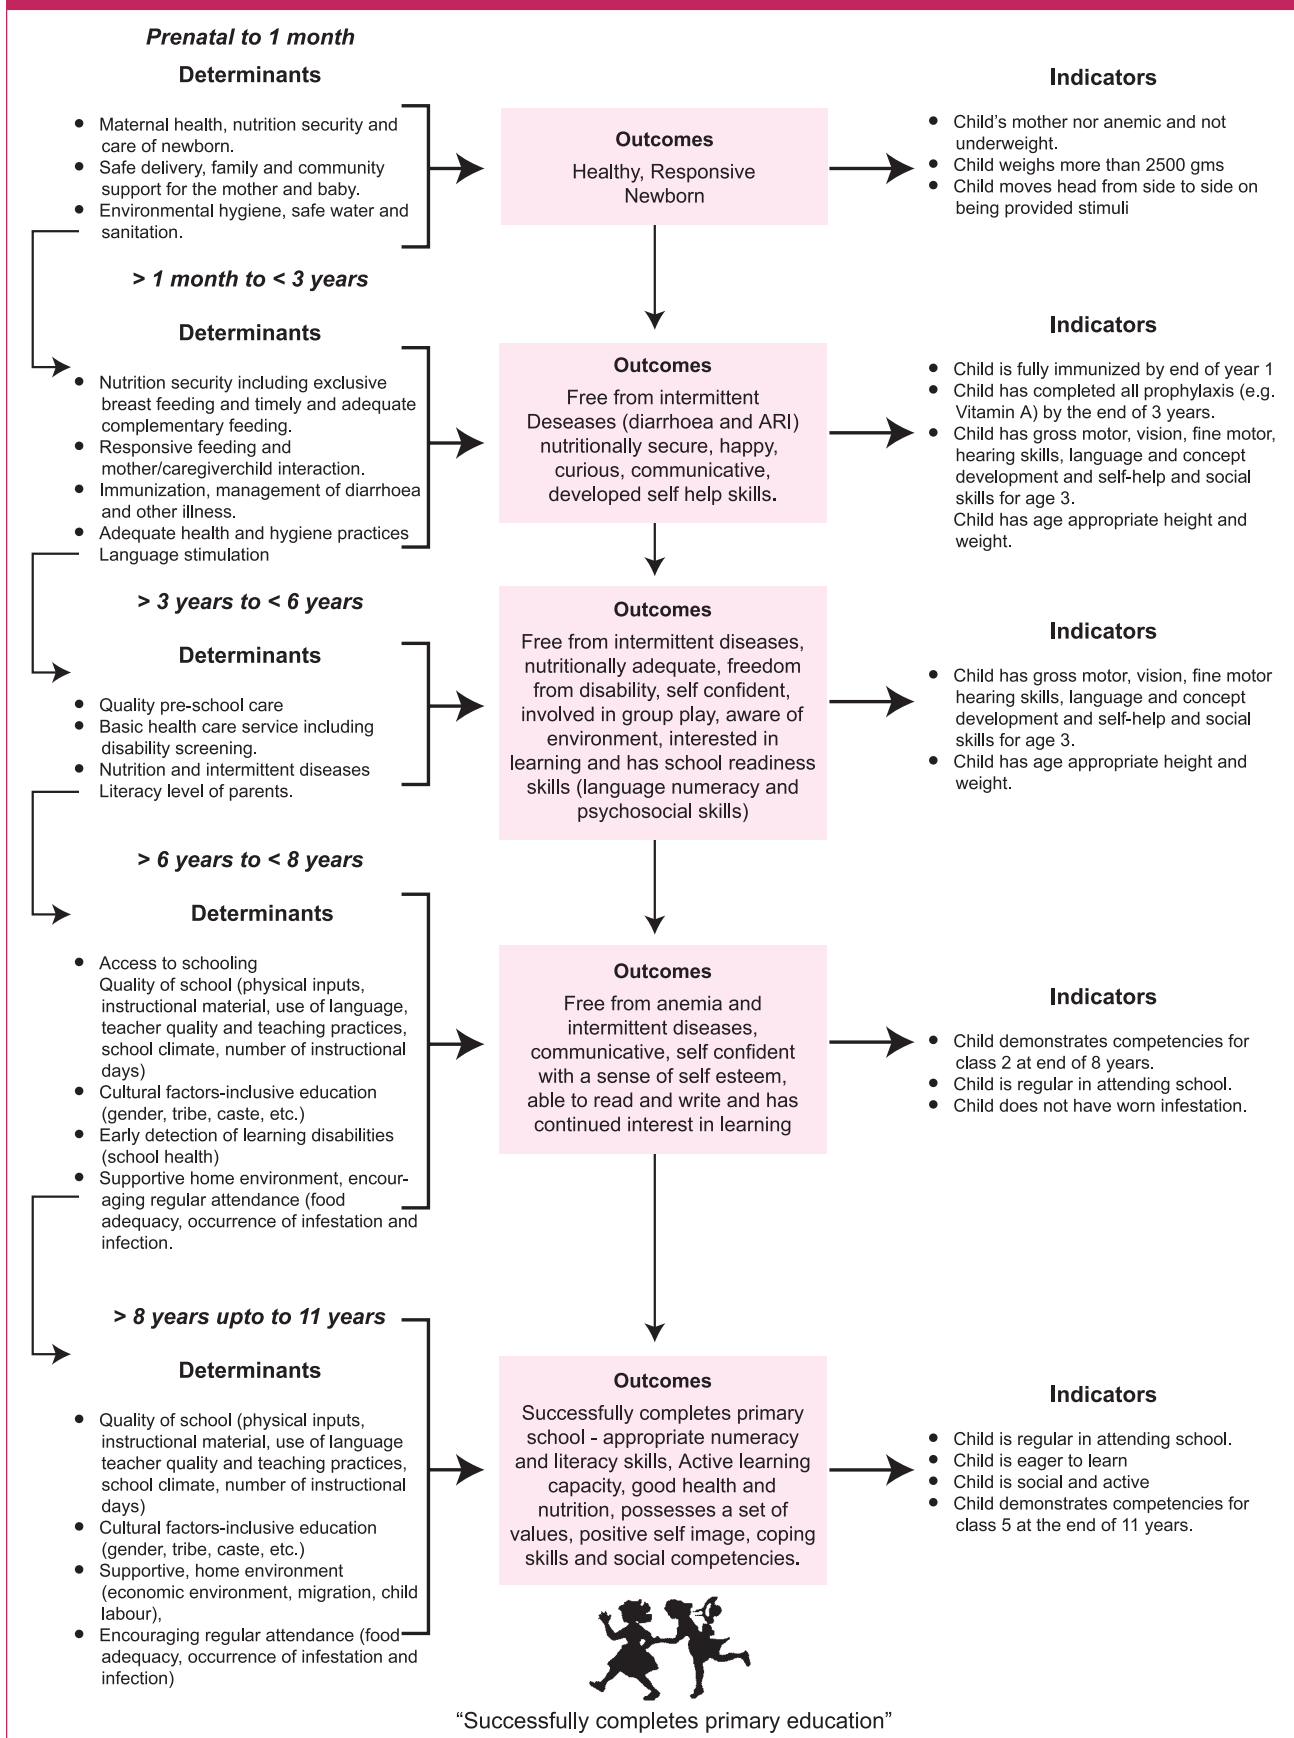 Prenatal to 1 month
Determinants
• Maternal health, nutrition security and
care of newborn.
• Safe delivery, family and community
support for the mother and baby.
• Environmental hygiene, safe water and
sanitation.
Outcomes
Healthy, Responsive
Newborn
Indicators
• Child's mother nor anemic and not
underweight.
• Child weighs more than 2500 gms
• Child moves head from side to side on
being provided stimuli
> 1 month to < 3 years
Determinants
• Nutrition security including exclusive
breast feeding and timely and adequate
complementary feeding.
• Responsive feeding and
mother/caregiverchild interaction.
• Immunization, management of diarrhoea
and other illness.
• Adequate health and hygiene practices
Language stimulation
Outcomes
Free from intermittent
Deseases (diarrhoea and ARI)
nutritionally secure, happy,
curious, communicative,
developed self help skills.
Indicators
• Child is fully immunized by end of year 1
• Child has completed all prophylaxis (e.g.
Vitamin A) by the end of 3 years.
• Child has gross motor, vision, fine motor,
hearing skills, language and concept
development and self-help and social
skills for age 3.
Child has age appropriate height and
weight.
> 3 years to < 6 years
Determinants
• Quality pre-school care
• Basic health care service including
disability screening.
• Nutrition and intermittent diseases
Literacy level of parents.
Outcomes
Free from intermittent diseases,
nutritionally adequate, freedom
from disability, self confident,
involved in group play, aware of
environment, interested in
learning and has school readiness
skills (language numeracy and
psychosocial skills)
Indicators
• Child has gross motor, vision, fine motor
hearing skills, language and concept
development and self-help and social
skills for age 3.
• Child has age appropriate height and
weight.
> 6 years to < 8 years
Determinants
• Access to schooling
Quality of school (physical inputs,
instructional material, use of language,
teacher quality and teaching practices,
school climate, number of instructional
days)
• Cultural factors-inclusive education
(gender, tribe, caste, etc.)
• Early detection of learning disabilities
(school health)
• Supportive home environment, encour-
aging regular attendance (food
adequacy, occurrence of infestation and
infection.
Outcomes
Free from anemia and
intermittent diseases,
communicative, self confident
with a sense of self esteem,
able to read and write and has
continued interest in learning
Indicators
• Child demonstrates competencies for
class 2 at end of 8 years.
• Child is regular in attending school.
• Child does not have worn infestation.
> 8 years upto to 11 years
Determinants
• Quality of school (physical inputs,
instructional material, use of language
teacher quality and teaching practices,
school climate, number of instructional
days)
• Cultural factors-inclusive education
(gender, tribe, caste, etc.)
• Supportive, home environment
(economic environment, migration, child
labour),
• Encouraging regular attendance (food
adequacy, occurrence of infestation and
infection)
Outcomes
Successfully completes primary
school - appropriate numeracy
and literacy skills, Active learning
capacity, good health and
nutrition, possesses a set of
values, positive self image, coping
skills and social competencies.
Indicators
• Child is regular in attending school.
• Child is eager to learn
• Child is social and active
• Child demonstrates competencies for
class 5 at the end of 11 years.
“Successfully completes primary education”